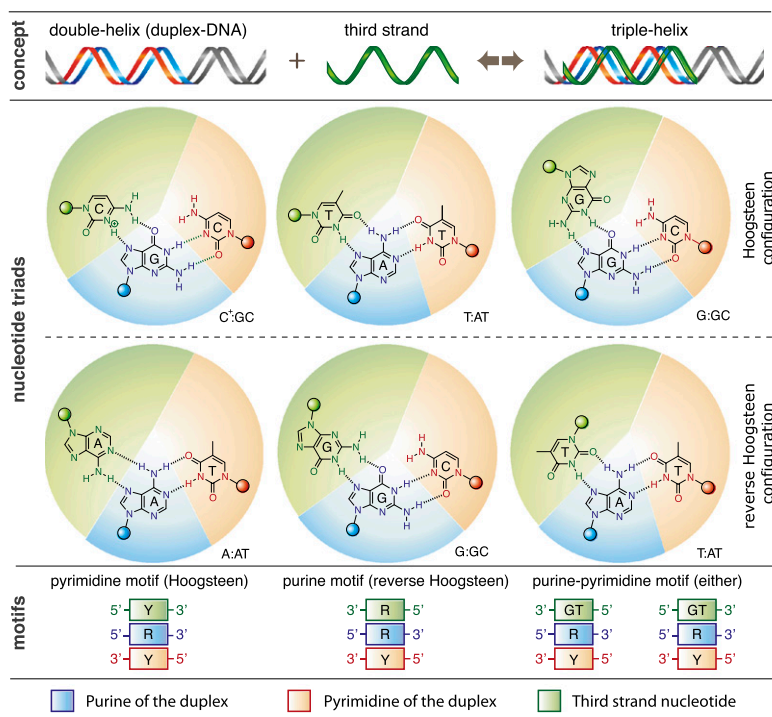 concept
double-helix (duplex-DNA) + third strand triple-helix
nucleotide triads
Hoogsteen configuration
C N N O H H H N H ⊕ O N N N G N H N H H H N H C N O N
C⁺:GC
T O N O N H H N H N N N A N O T H N N O
T:AT
N N N G O N H N H H O N N G N H N H H H N H C N O N
G:GC
reverse Hoogsteen configuration
N N A N N N H H H N H N N A N O T H N N O
A:AT
N N N G N O H N H H O N N G N H N H H H N H C N O N
G:GC
N O T N O H H N H N N A N O T H N N O
T:AT
motifs
pyrimidine motif (Hoogsteen) purine motif (reverse Hoogsteen) purine-pyrimidine motif (either)
5' Y 3' 3' R 5' 3' GT 5' 5' GT 3'
5' R 3' 5' R 3' 5' R 3' 5' R 3'
3' Y 5' 3' Y 5' 3' Y 5' 3' Y 5'
Purine of the duplex Pyrimidine of the duplex Third strand nucleotide